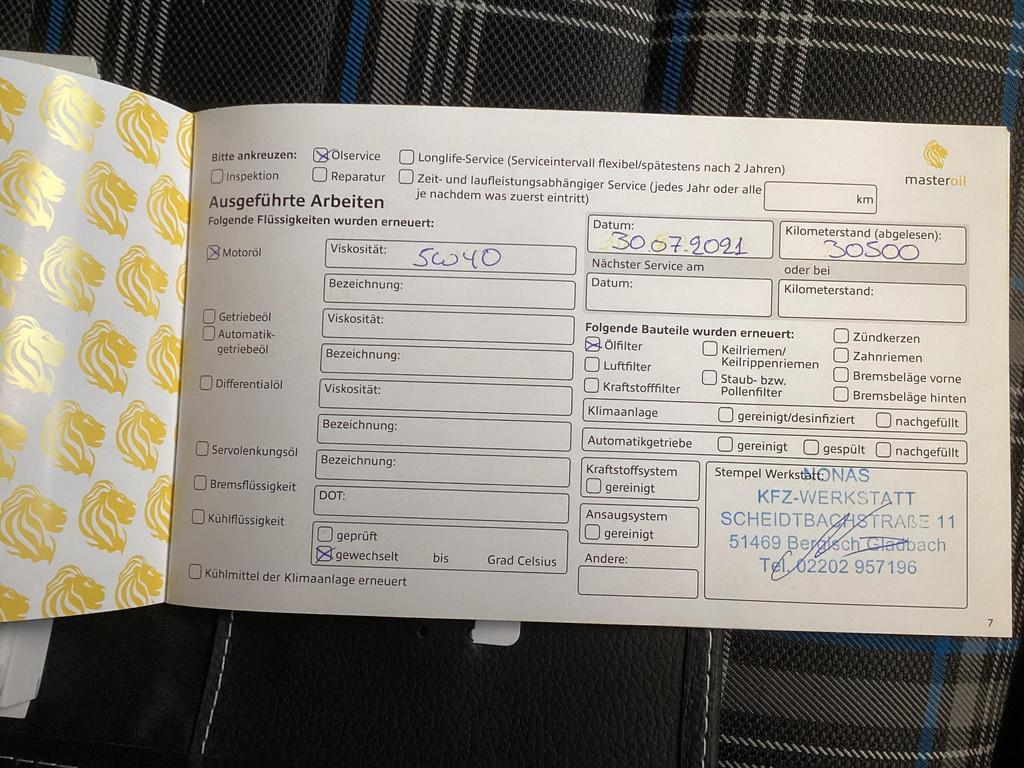 Bitte ankreuzen: Ölservice Longlife-Service (Serviceintervall flexibel/spätestens nach 2 Jahren)
Inspektion Reparatur Zeit- und laufleistungsabhängiger Service (jedes Jahr oder alle km
je nachdem was zuerst eintritt)
masteroil
Ausgeführte Arbeiten
Folgende Flüssigkeiten wurden erneuert:
Motoröl Viskosität: 5W40
Bezeichnung:
Getriebeöl Viskosität:
Automatik-
getriebeöl
Bezeichnung:
Differentialöl Viskosität:
Bezeichnung:
Servolenkungsöl Bezeichnung:
Bremsflüssigkeit DOT:
Kühlflüssigkeit geprüft
gewechselt bis Grad Celsius
Kühlmittel der Klimaanlage erneuert
Datum: 30.07.2021 Kilometerstand (abgelesen): 30500
Nächster Service am oder bei
Datum: Kilometerstand:
Folgende Bauteile wurden erneuert:
Ölfilter
Luftfilter
Kraftstofffilter
Keilriemen/
Keilrippenriemen
Staub- bzw.
Pollenfilter
Zündkerzen
Zahnriemen
Bremsbeläge vorne
Bremsbeläge hinten
Klimaanlage gereinigt/desinfiziert nachgefüllt
Automatikgetriebe gereinigt gespült nachgefüllt
Kraftstoffsystem
gereinigt
Ansaugsystem
gereinigt
Andere:
Stempel Werkstatt:
NONAS
KFZ-WERKSTATT
SCHEIDTBACHSTRAßE 11
51469 Bergisch Gladbach
Tel. 02202 957196
7